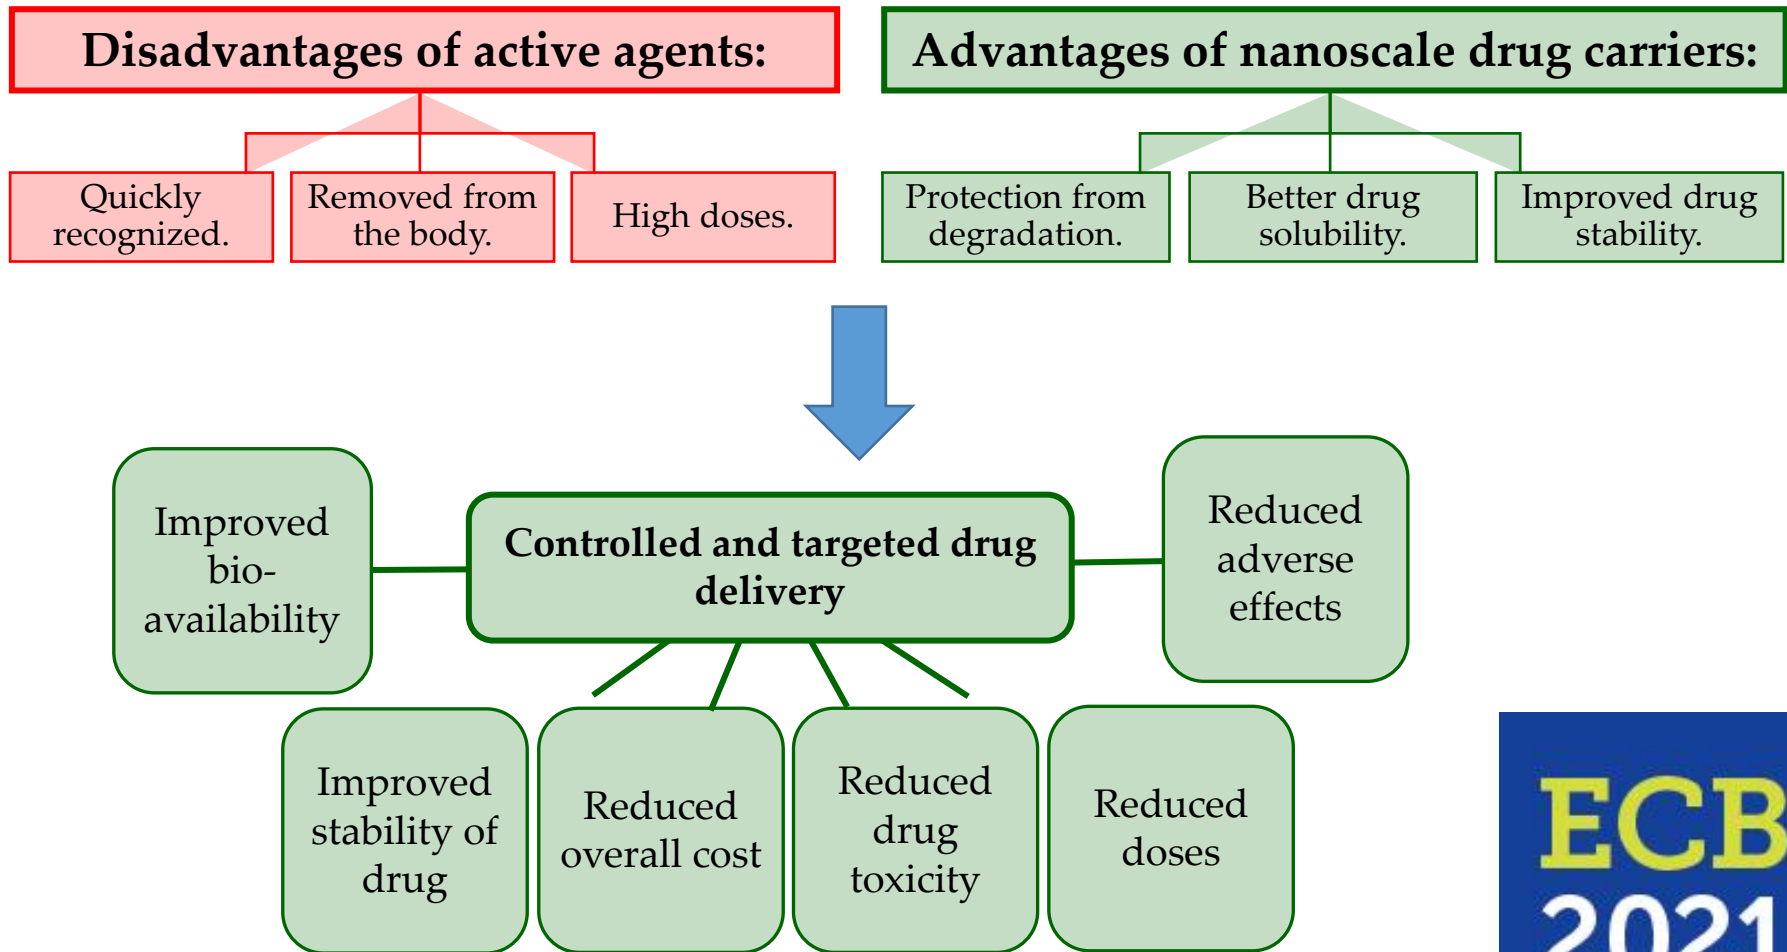 Disadvantages of active agents:
Quickly
recognized.
Removed from
the body.
High doses.
Advantages of nanoscale drug carriers:
Protection from
degradation.
Better drug
solubility.
Improved drug
stability.
Improved
bio-
availability
Controlled and targeted drug
delivery
Reduced
adverse
effects
Improved
stability of
drug
Reduced
overall cost
Reduced
drug
toxicity
Reduced
doses
ECB
2021